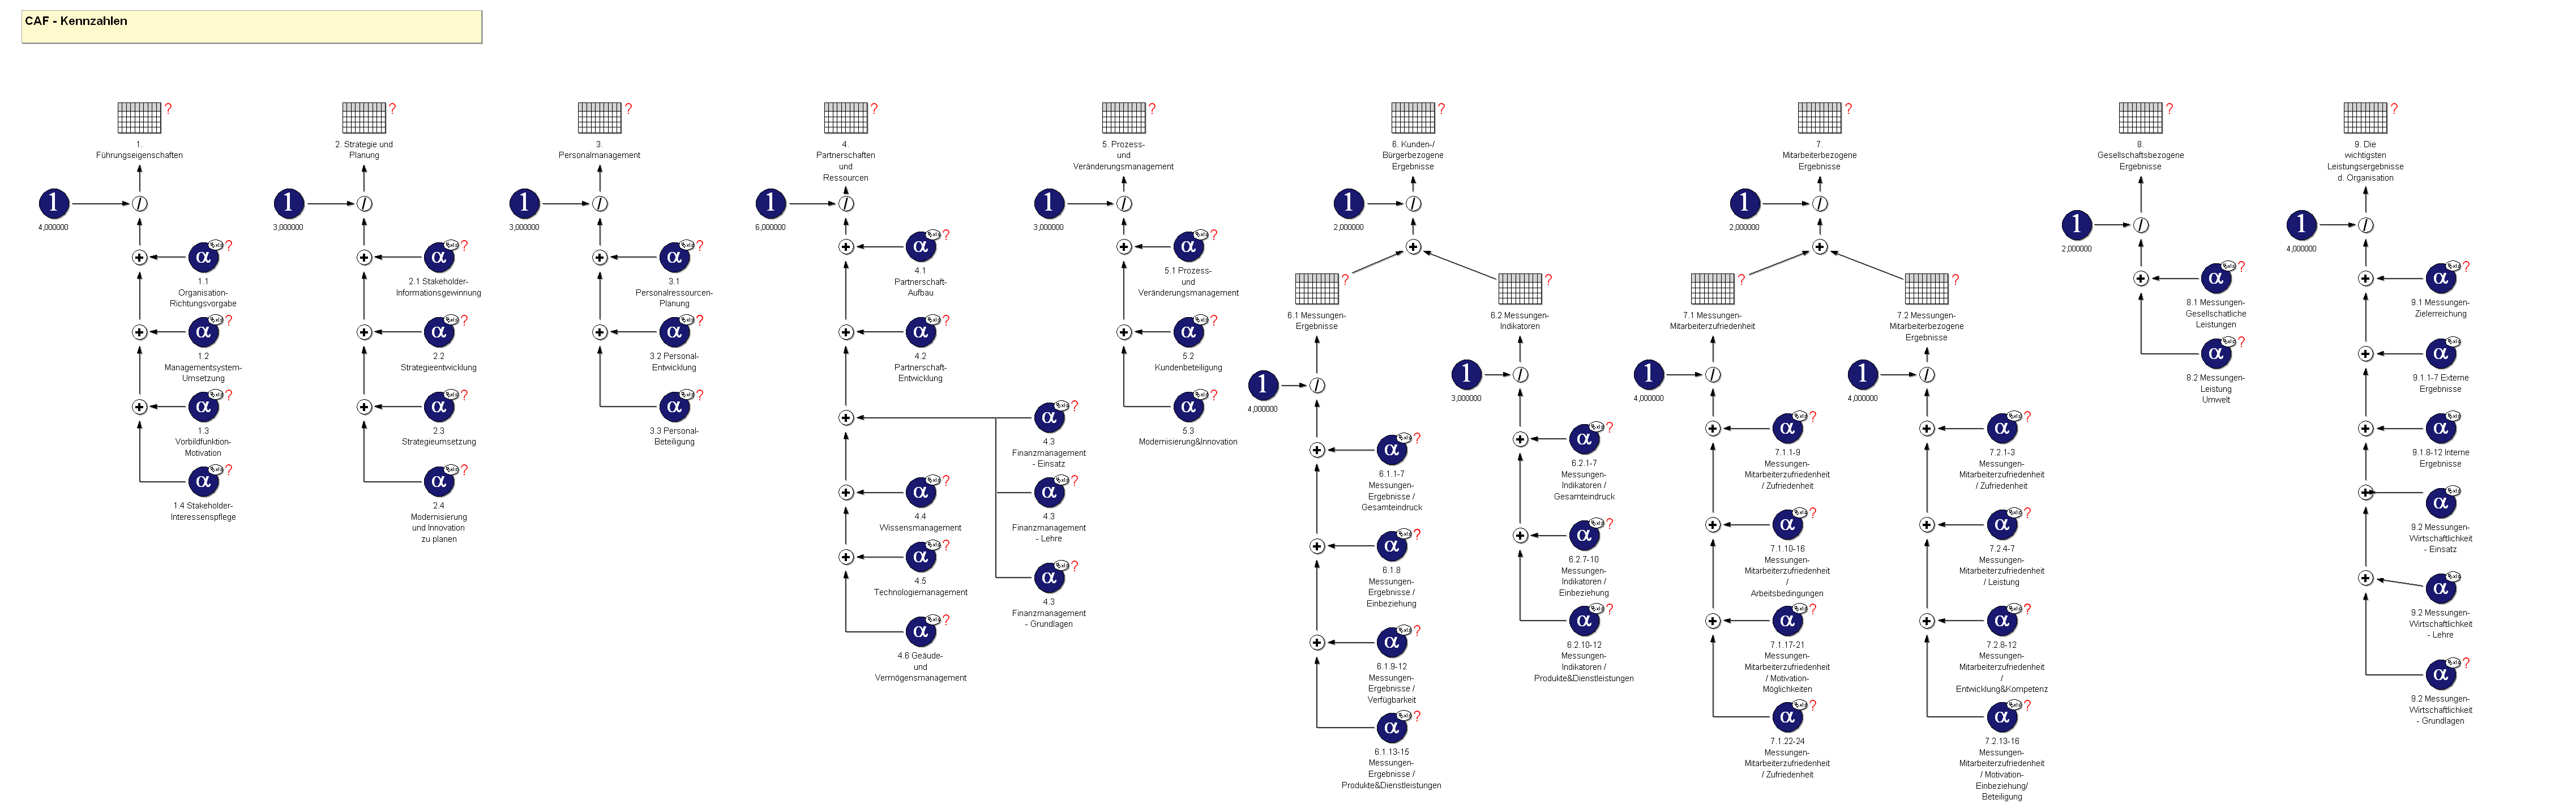 CAF - Kennzahlen
?
1.
Führungseigenschaften
1
4,000000
α
?
1.1
Organisation-
Richtungsvorgabe
α
?
1.2
Managementsystem-
Umsetzung
α
?
1.3
Vorbildfunktion-
Motivation
α
?
1.4 Stakeholder-
Interessenspflege
?
2. Strategie und
Planung
1
3,000000
α
?
2.1 Stakeholder-
Informationsgewinnung
α
?
2.2
Strategieentwicklung
α
?
2.3
Strategieumsetzung
α
?
2.4
Modernisierung
und Innovation
zu planen
?
3.
Personalmanagement
1
3,000000
α
?
3.1
Personalressourcen-
Planung
α
?
3.2 Personal-
Entwicklung
α
?
3.3 Personal-
Beteiligung
?
4.
Partnerschaften
und
Ressourcen
1
6,000000
α
?
4.1
Partnerschaft-
Aufbau
α
?
4.2
Partnerschaft-
Entwicklung
α
?
4.3
Finanzmanagement
- Einsatz
α
?
4.3
Finanzmanagement
- Lehre
α
?
4.3
Finanzmanagement
- Grundlagen
α
?
4.4
Wissensmanagement
α
?
4.5
Technologiemanagement
α
?
4.6 Geäude-
und
Vermögensmanagement
?
5. Prozess-
und
Veränderungsmanagement
1
3,000000
α
?
5.1 Prozess-
und
Veränderungsmanagement
α
?
5.2
Kundenbeteiligung
α
?
5.3
Modernisierung&Innovation
?
6. Kunden-/
Bürgerbezogene
Ergebnisse
1
2,000000
?
6.1 Messungen-
Ergebnisse
1
4,000000
α
?
6.1.1-7
Messungen-
Ergebnisse /
Gesamteindruck
α
?
6.1.8
Messungen-
Ergebnisse /
Einbeziehung
α
?
6.1.9-12
Messungen-
Ergebnisse /
Verfügbarkeit
α
?
6.1.13-15
Messungen-
Ergebnisse /
Produkte&Dienstleistungen
?
6.2 Messungen-
Indikatoren
1
3,000000
α
?
6.2.1-7
Messungen-
Indikatoren /
Gesamteindruck
α
?
6.2.7-10
Messungen-
Indikatoren /
Einbeziehung
α
?
6.2.10-12
Messungen-
Indikatoren /
Produkte&Dienstleistungen
?
7.
Mitarbeiterbezogene
Ergebnisse
1
2,000000
?
7.1 Messungen-
Mitarbeiterzufriedenheit
1
4,000000
α
?
7.1.1-9
Messungen-
Mitarbeiterzufriedenheit
/ Zufriedenheit
α
?
7.1.10-16
Messungen-
Mitarbeiterzufriedenheit
/
Arbeitsbedingungen
α
?
7.1.17-21
Messungen-
Mitarbeiterzufriedenheit
/ Motivation-
Möglichkeiten
α
?
7.1.22-24
Messungen-
Mitarbeiterzufriedenheit
/ Zufriedenheit
?
7.2 Messungen-
Mitarbeiterbezogene
Ergebnisse
1
4,000000
α
?
7.2.1-3
Messungen-
Mitarbeiterzufriedenheit
/ Zufriedenheit
α
?
7.2.4-7
Messungen-
Mitarbeiterzufriedenheit
/ Leistung
α
?
7.2.8-12
Messungen-
Mitarbeiterzufriedenheit
/
Entwicklung&Kompetenz
α
?
7.2.13-16
Messungen-
Mitarbeiterzufriedenheit
/ Motivation-
Einbeziehung/
Beteiligung
?
8.
Gesellschaftsbezogene
Ergebnisse
1
2,000000
α
?
8.1 Messungen-
Gesellschatliche
Leistungen
α
?
8.2 Messungen-
Leistung
Umwelt
?
9. Die
wichtigsten
Leistungsergebnisse
d. Organisation
1
4,000000
α
?
9.1 Messungen-
Zielerreichung
α
?
9.1.1-7 Externe
Ergebnisse
α
?
9.1.8-12 Interne
Ergebnisse
α
9.2 Messungen-
Wirtschaftlichkeit
- Einsatz
α
9.2 Messungen-
Wirtschaftlichkeit
- Lehre
α
?
9.2 Messungen-
Wirtschaftlichkeit
- Grundlagen